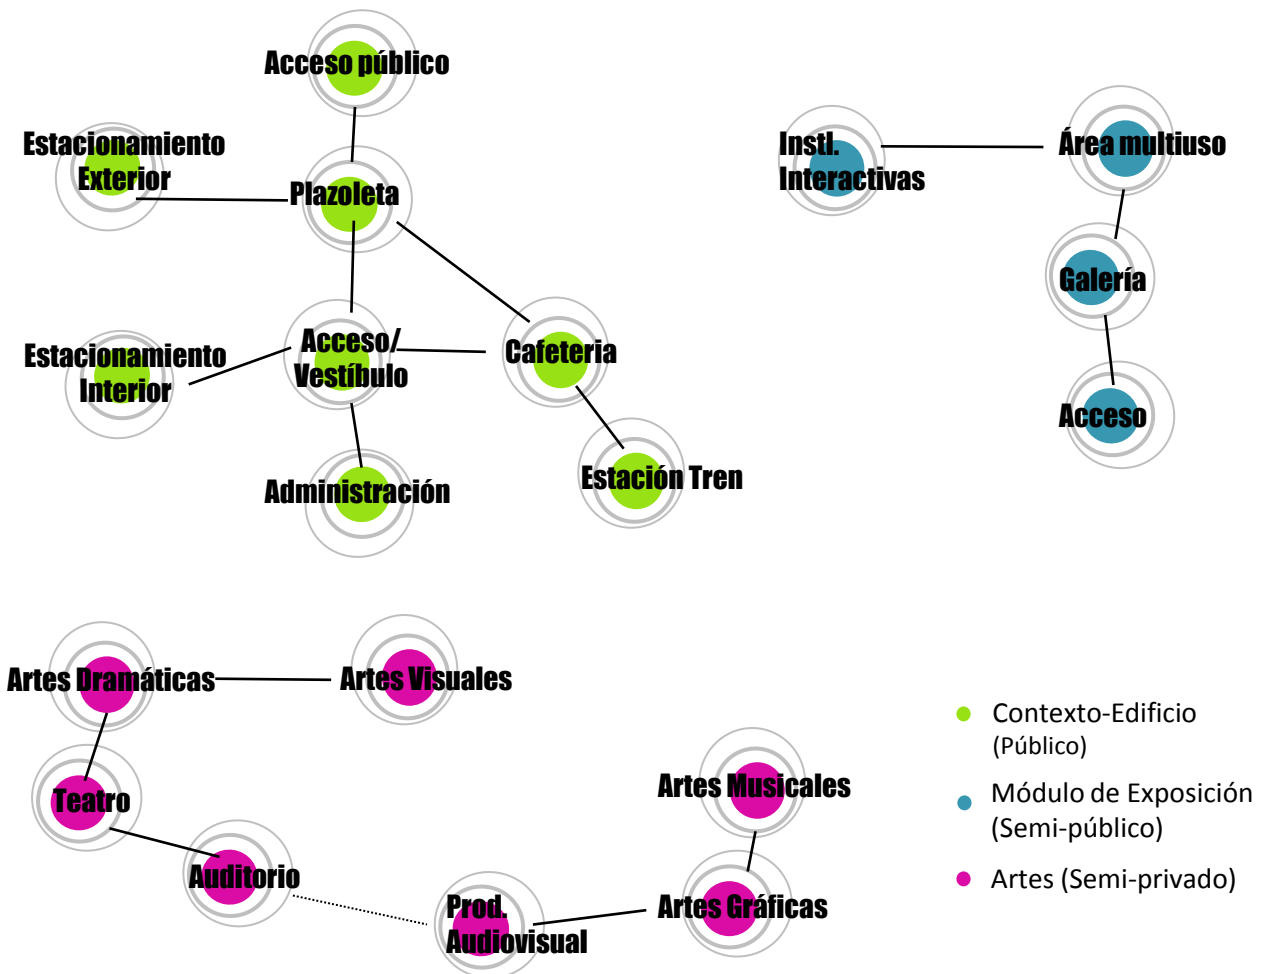 Acceso público
Estacionamiento
Exterior
Plazoleta
Estacionamiento
Interior
Acceso/
Vestíbulo
Cafeteria
Administración
Estación Tren
Instl.
Interactivas
Área multiuso
Galería
Acceso
Artes Dramáticas
Artes Visuales
Teatro
Auditorio
Prod.
Audiovisual
Artes Musicales
Artes Gráficas
Contexto-Edificio
(Público)
Módulo de Exposición
(Semi-público)
Artes (Semi-privado)